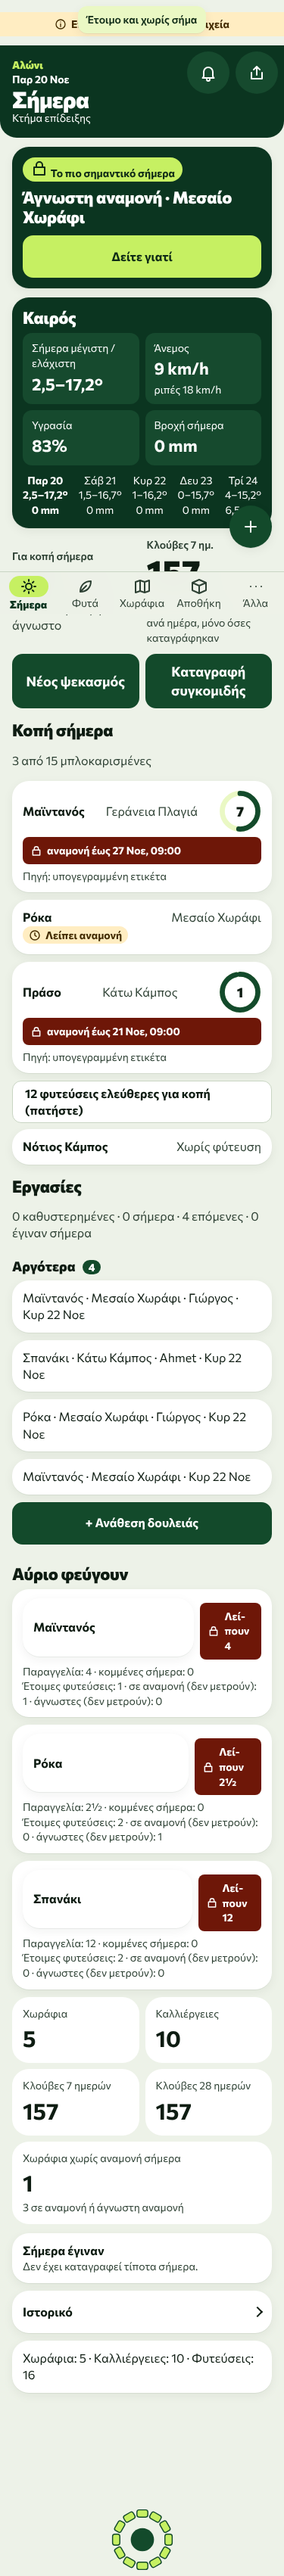 Έτοιμο και χωρίς σήμα
Αλώνι
Παρ 20 Νοε
Σήμερα
Κτήμα επίδειξης
Το πιο σημαντικό σήμερα
Άγνωστη αναμονή · Μεσαίο
Χωράφι
Δείτε γιατί
Καιρός
Σήμερα μέγιστη /
ελάχιστη
2,5–17,2°
Άνεμος
9 km/h
ριπές 18 km/h
Υγρασία
83%
Βροχή σήμερα
0 mm
Παρ 20 Σάβ 21 Κυρ 22 Δευ 23 Τρί 24
2,5–17,2° 1,5–16,7° 1–16,2° 0–15,7° 4–15,2°
0 mm 0 mm 0 mm 0 mm
Για κοπή σήμερα
Κλούβες 7 ημ.
157
Σήμερα Φυτά Χωράφια Αποθήκη Άλλα
άγνωστο
ανά ημέρα, μόνο όσες
καταγράφηκαν
Νέος ψεκασμός
Καταγραφή
συγκομιδής
Κοπή σήμερα
3 από 15 μπλοκαρισμένες
Μαϊντανός Γεράνεια Πλαγιά 7
αναμονή έως 27 Νοε, 09:00
Πηγή: υπογεγραμμένη ετικέτα
Ρόκα Μεσαίο Χωράφι
Λείπει αναμονή
Πράσο Κάτω Κάμπος 1
αναμονή έως 21 Νοε, 09:00
Πηγή: υπογεγραμμένη ετικέτα
12 φυτεύσεις ελεύθερες για κοπή
(πατήστε)
Νότιος Κάμπος Χωρίς φύτευση
Εργασίες
0 καθυστερημένες · 0 σήμερα · 4 επόμενες · 0
έγιναν σήμερα
Αργότερα 4
Μαϊντανός · Μεσαίο Χωράφι · Γιώργος ·
Κυρ 22 Νοε
Σπανάκι · Κάτω Κάμπος · Ahmet · Κυρ 22
Νοε
Ρόκα · Μεσαίο Χωράφι · Γιώργος · Κυρ 22
Νοε
Μαϊντανός · Μεσαίο Χωράφι · Κυρ 22 Νοε
+ Ανάθεση δουλειάς
Αύριο φεύγουν
Μαϊντανός
Λεί-
πουν
4
Παραγγελία: 4 · κομμένες σήμερα: 0
Έτοιμες φυτεύσεις: 1 · σε αναμονή (δεν μετρούν):
1 · άγνωστες (δεν μετρούν): 0
Ρόκα
Λεί-
πουν
2½
Παραγγελία: 2½ · κομμένες σήμερα: 0
Έτοιμες φυτεύσεις: 2 · σε αναμονή (δεν μετρούν):
0 · άγνωστες (δεν μετρούν): 1
Σπανάκι
Λεί-
πουν
12
Παραγγελία: 12 · κομμένες σήμερα: 0
Έτοιμες φυτεύσεις: 2 · σε αναμονή (δεν μετρούν):
0 · άγνωστες (δεν μετρούν): 0
Χωράφια
5
Καλλιέργειες
10
Κλούβες 7 ημερών
157
Κλούβες 28 ημερών
157
Χωράφια χωρίς αναμονή σήμερα
1
3 σε αναμονή ή άγνωστη αναμονή
Σήμερα έγιναν
Δεν έχει καταγραφεί τίποτα σήμερα.
Ιστορικό
Χωράφια: 5 · Καλλιέργειες: 10 · Φυτεύσεις:
16